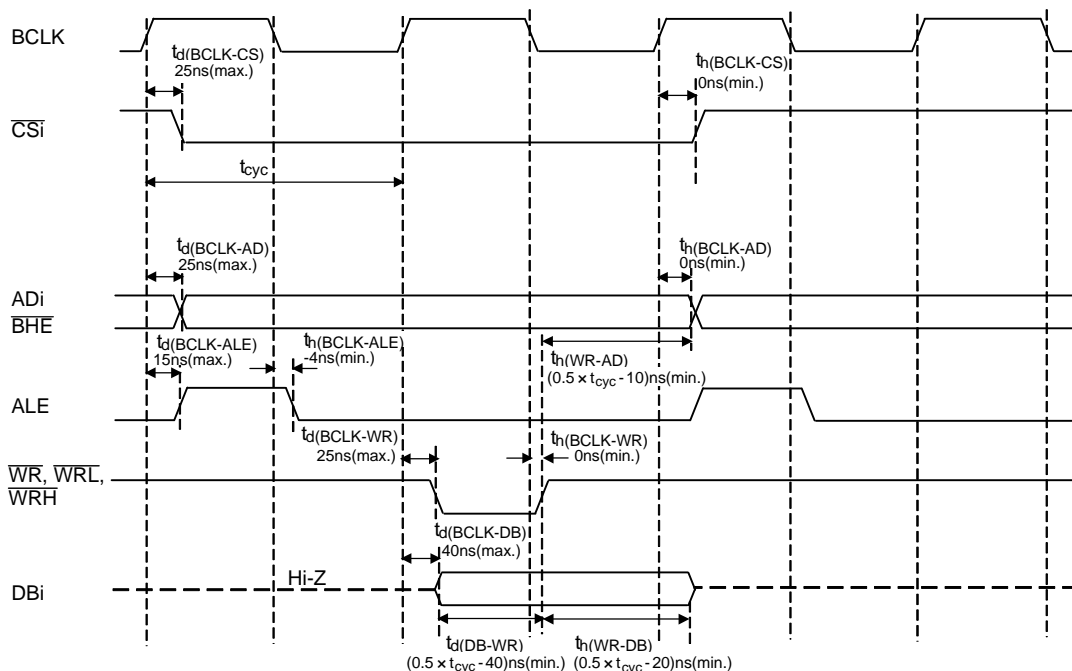 BCLK
td(BCLK-CS)
25ns(max.)
th(BCLK-CS)
0ns(min.)
CSi
tcyc
td(BCLK-AD)
25ns(max.)
th(BCLK-AD)
0ns(min.)
ADi
BHE
td(BCLK-ALE)
15ns(max.)
th(BCLK-ALE)
-4ns(min.)
th(WR-AD)
(0.5 × tcyc - 10)ns(min.)
ALE
td(BCLK-WR)
25ns(max.)
th(BCLK-WR)
0ns(min.)
WR, WRL,
WRH
td(BCLK-DB)
40ns(max.)
Hi-Z
DBi
td(DB-WR)
(0.5 × tcyc - 40)ns(min.)
th(WR-DB)
(0.5 × tcyc - 20)ns(min.)